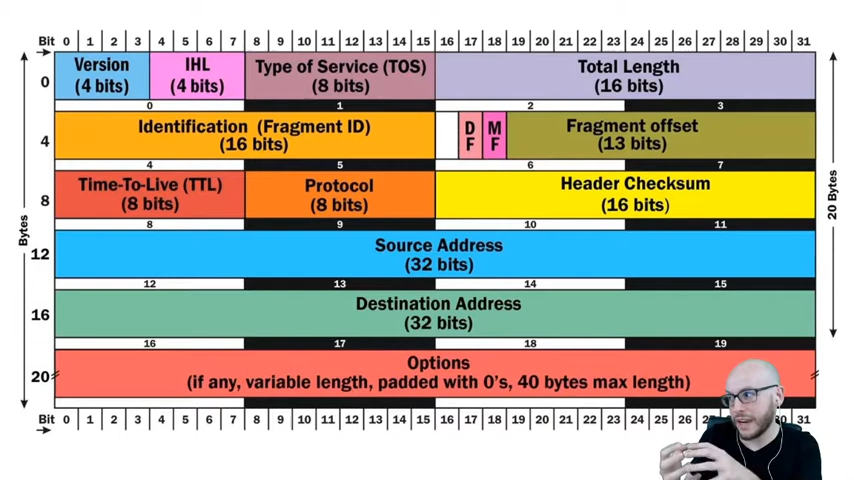 Bit 0 1 2 3 4 5 6 7 8 9 10 11 12 13 14 15 16 17 18 19 20 21 22 23 24 25 26 27 28 29 30 31
Version IHL Type of Service (TOS) Total Length
0 (4 bits) (4 bits) (8 bits) (16 bits)
0 1 2 3
Identification (Fragment ID) D M Fragment offset
4 (16 bits) F F (13 bits)
4 5 6 7
Time-To-Live (TTL) Protocol Header Checksum
8 (8 bits) (8 bits) (16 bits)
8 9 10 11
Source Address
12 (32 bits)
12 13 14 15
Destination Address
16 (32 bits)
16 17 18 19
Options
20 (if any, variable length, padded with 0's, 40 bytes max length)
Bit 0 1 2 3 4 5 6 7 8 9 10 11 12 13 14 15 16 17 18 19 20 21 22 23 24 25 26 30 31
Bytes
20 Bytes